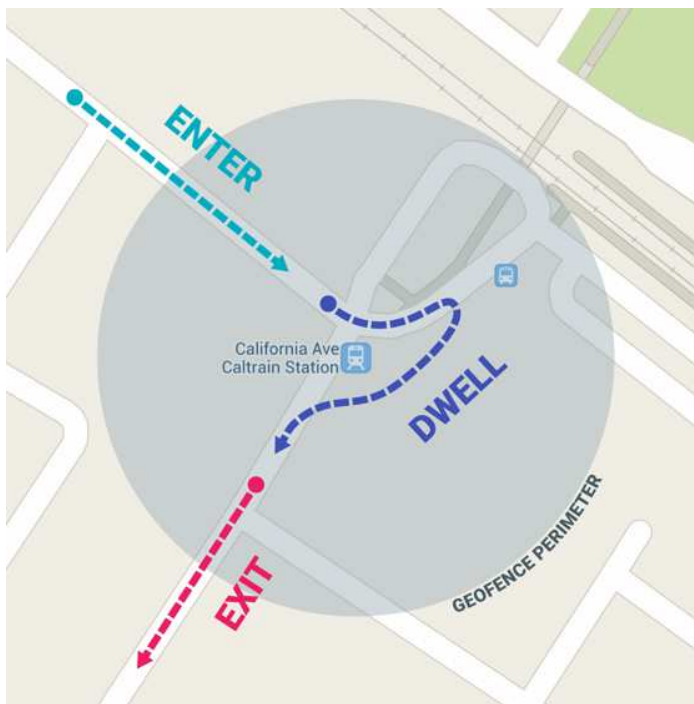 ENTER
California Ave
Caltrain Station
DWELL
GEOFENCE PERIMETER
EXIT